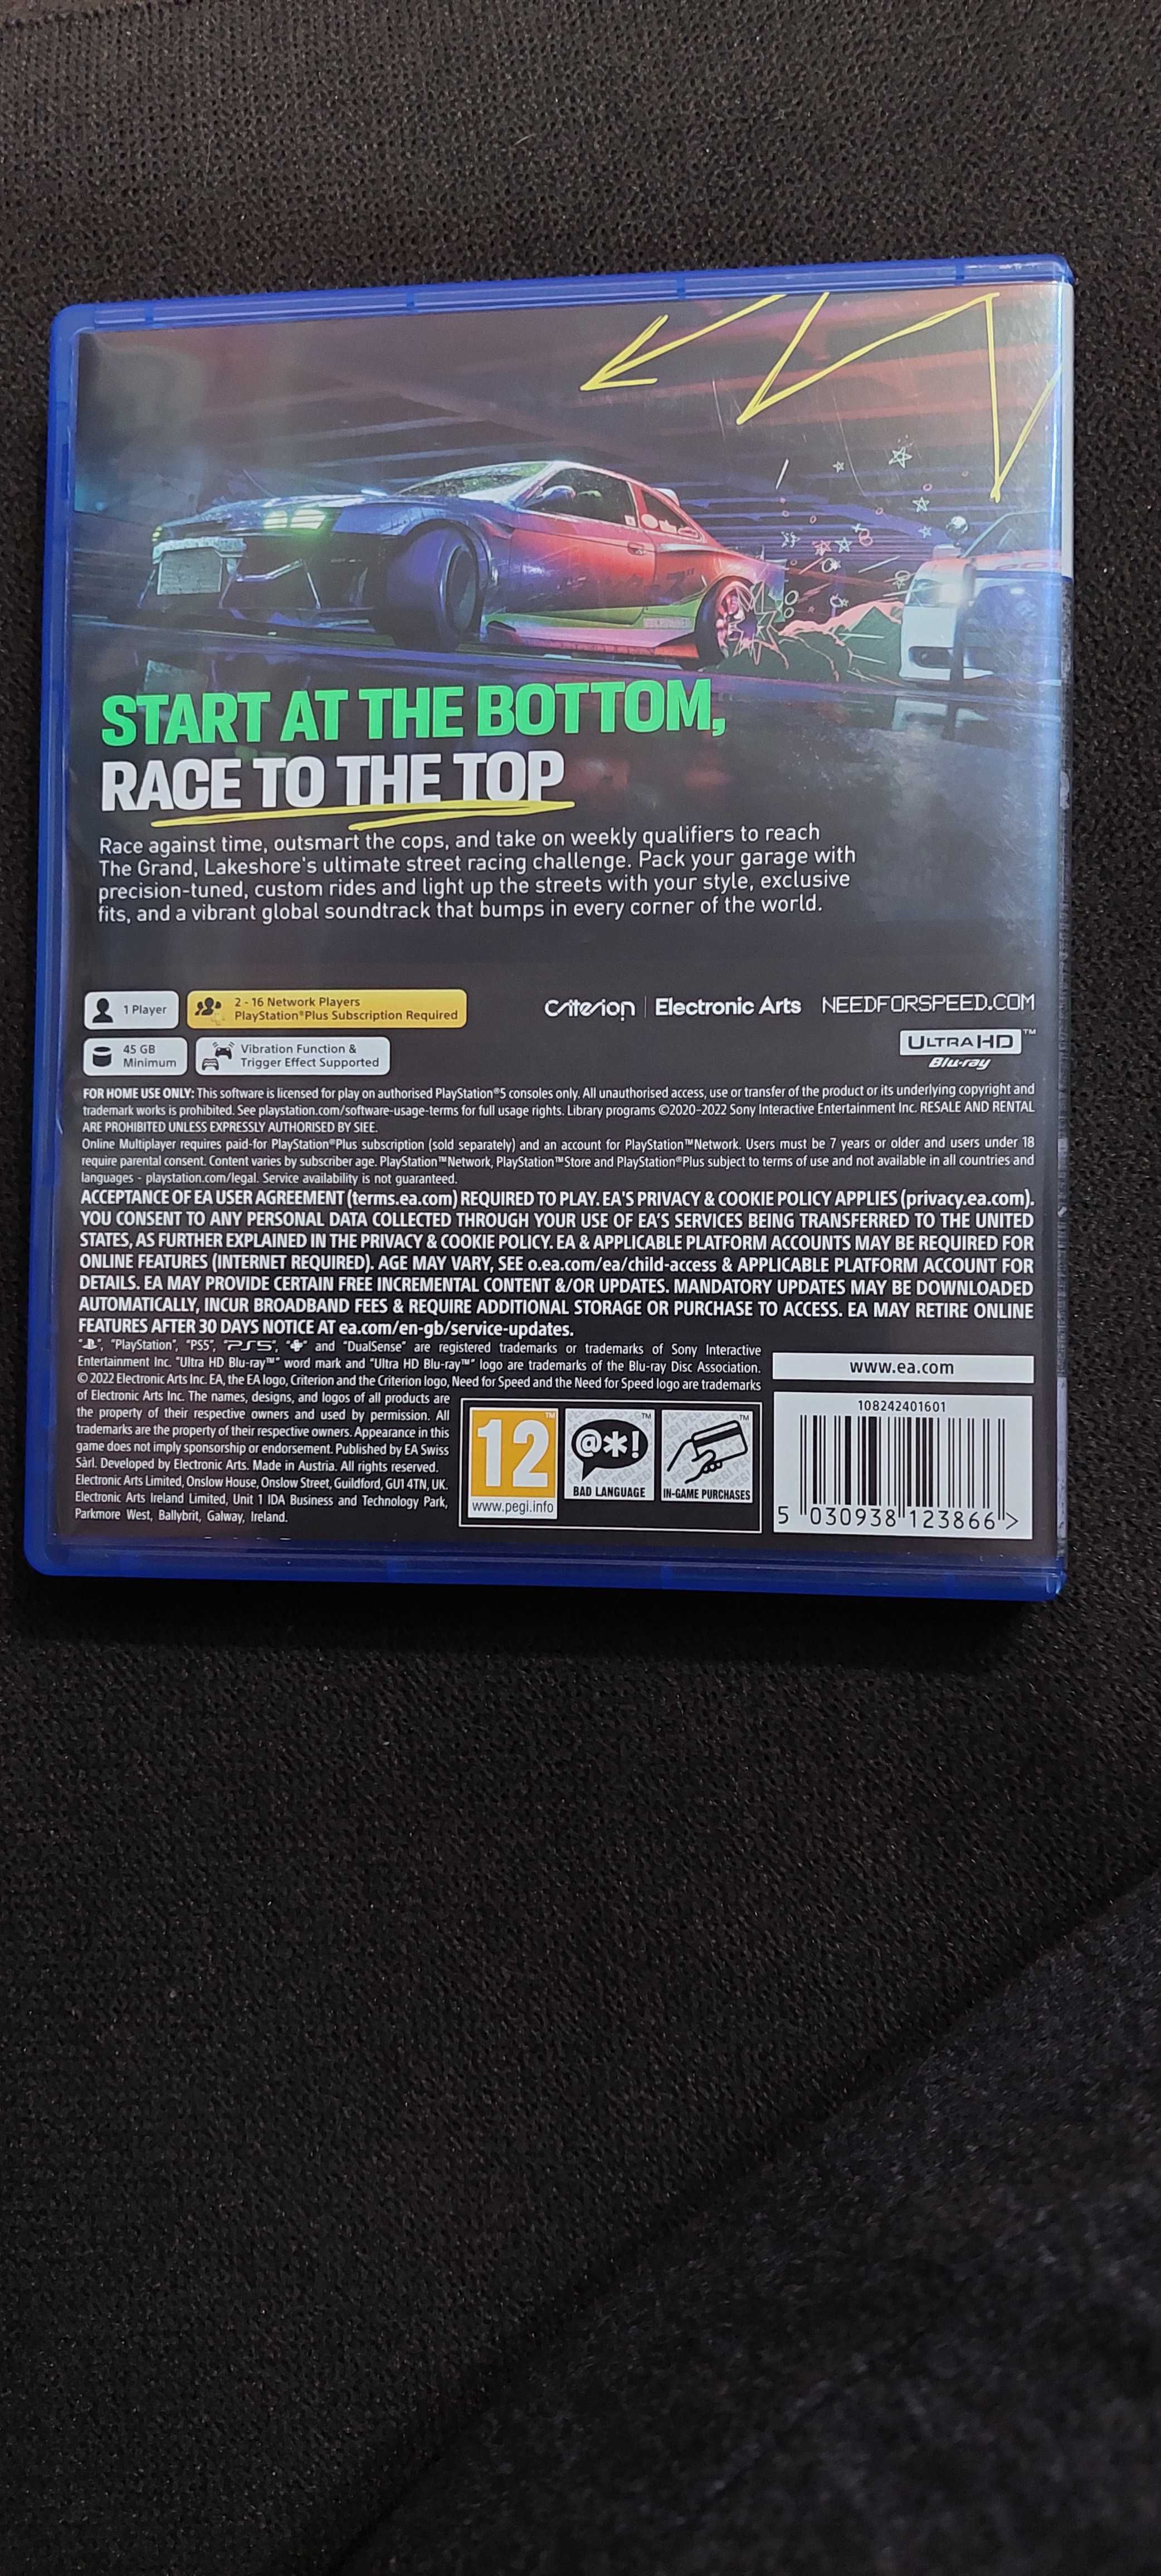 START AT THE BOTTOM,
RACE TO THE TOP
Race against time, outsmart the cops, and take on weekly qualifiers to reach
The Grand, Lakeshore's ultimate street racing challenge. Pack your garage with
precision-tuned, custom rides and light up the streets with your style, exclusive
fits, and a vibrant global soundtrack that bumps in every corner of the world.
1 Player
2 - 16 Network Players
PlayStation®Plus Subscription Required
Criterion | Electronic Arts NEEDFORSPEED.COM
45 GB
Minimum
Vibration Function &
Trigger Effect Supported
ULTRA HD™
Blu-ray
FOR HOME USE ONLY: This software is licensed for play on authorised PlayStation®5 consoles only. All unauthorised access, use or transfer of the product or its underlying copyright and
trademark works is prohibited. See playstation.com/software-usage-terms for full usage rights. Library programs ©2020-2022 Sony Interactive Entertainment Inc. RESALE AND RENTAL
ARE PROHIBITED UNLESS EXPRESSLY AUTHORISED BY SIEE.
Online Multiplayer requires paid-for PlayStation®Plus subscription (sold separately) and an account for PlayStation™Network. Users must be 7 years or older and users under 18
require parental consent. Content varies by subscriber age. PlayStation™Network, PlayStation™Store and PlayStation®Plus subject to terms of use and not available in all countries and
languages - playstation.com/legal. Service availability is not guaranteed.
ACCEPTANCE OF EA USER AGREEMENT (terms.ea.com) REQUIRED TO PLAY. EA'S PRIVACY & COOKIE POLICY APPLIES (privacy.ea.com).
YOU CONSENT TO ANY PERSONAL DATA COLLECTED THROUGH YOUR USE OF EA'S SERVICES BEING TRANSFERRED TO THE UNITED
STATES, AS FURTHER EXPLAINED IN THE PRIVACY & COOKIE POLICY. EA & APPLICABLE PLATFORM ACCOUNTS MAY BE REQUIRED FOR
ONLINE FEATURES (INTERNET REQUIRED). AGE MAY VARY, SEE o.ea.com/ea/child-access & APPLICABLE PLATFORM ACCOUNT FOR
DETAILS. EA MAY PROVIDE CERTAIN FREE INCREMENTAL CONTENT &/OR UPDATES. MANDATORY UPDATES MAY BE DOWNLOADED
AUTOMATICALLY, INCUR BROADBAND FEES & REQUIRE ADDITIONAL STORAGE OR PURCHASE TO ACCESS. EA MAY RETIRE ONLINE
FEATURES AFTER 30 DAYS NOTICE AT ea.com/en-gb/service-updates.
"PlayStation", "PS5", "PS5", and "DualSense" are registered trademarks or trademarks of Sony Interactive
Entertainment Inc. "Ultra HD Blu-ray™" word mark and "Ultra HD Blu-ray™" logo are trademarks of the Blu-ray Disc Association.
© 2022 Electronic Arts Inc. EA, the EA logo, Criterion and the Criterion logo, Need for Speed and the Need for Speed logo are trademarks
of Electronic Arts Inc. The names, designs, and logos of all products are
the property of their respective owners and used by permission. All
trademarks are the property of their respective owners. Appearance in this
game does not imply sponsorship or endorsement. Published by EA Swiss
Sàrl. Developed by Electronic Arts. Made in Austria. All rights reserved.
Electronic Arts Limited, Onslow House, Onslow Street, Guildford, GU1 4TN, UK.
Electronic Arts Ireland Limited, Unit 1 IDA Business and Technology Park,
Parkmore West, Ballybrit, Galway, Ireland.
12
www.pegi.info
@*!
BAD LANGUAGE
IN-GAME PURCHASES
www.ea.com
108242401601
5 030938 123866 >